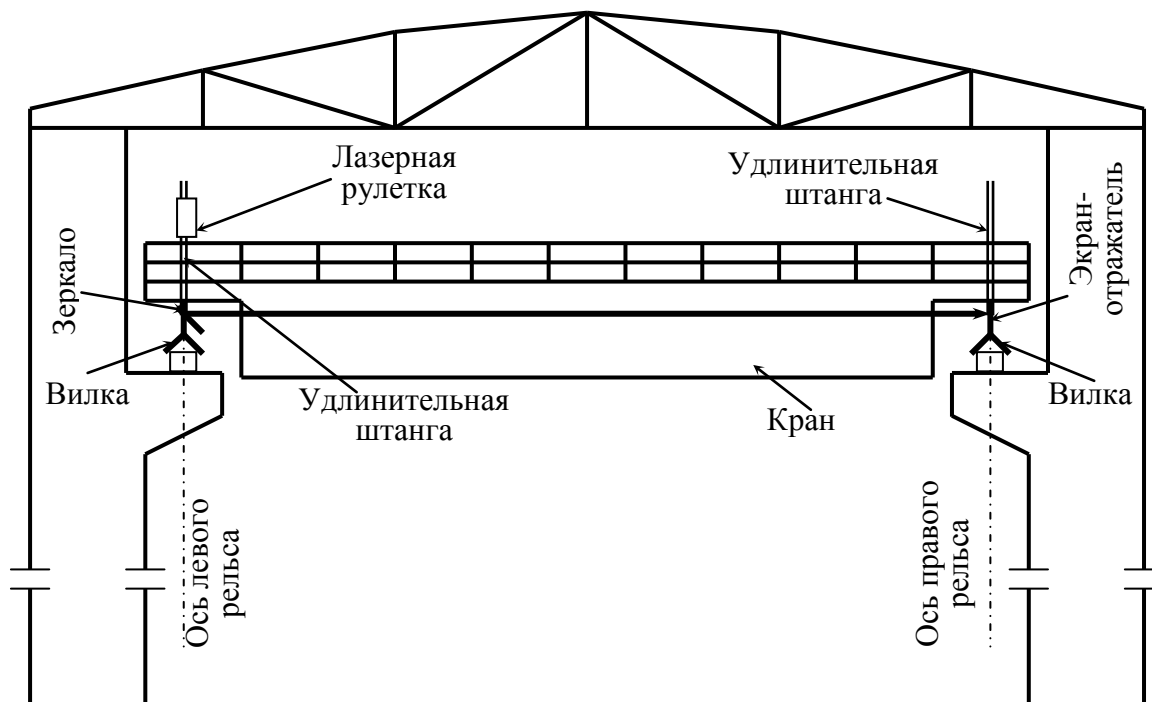 Лазерная
рулетка
Удлинительная
штанга
Зеркало
Экран-
отражатель
Вилка
Удлинительная
штанга
Кран
Вилка
Ось левого
рельса
Ось правого
рельса